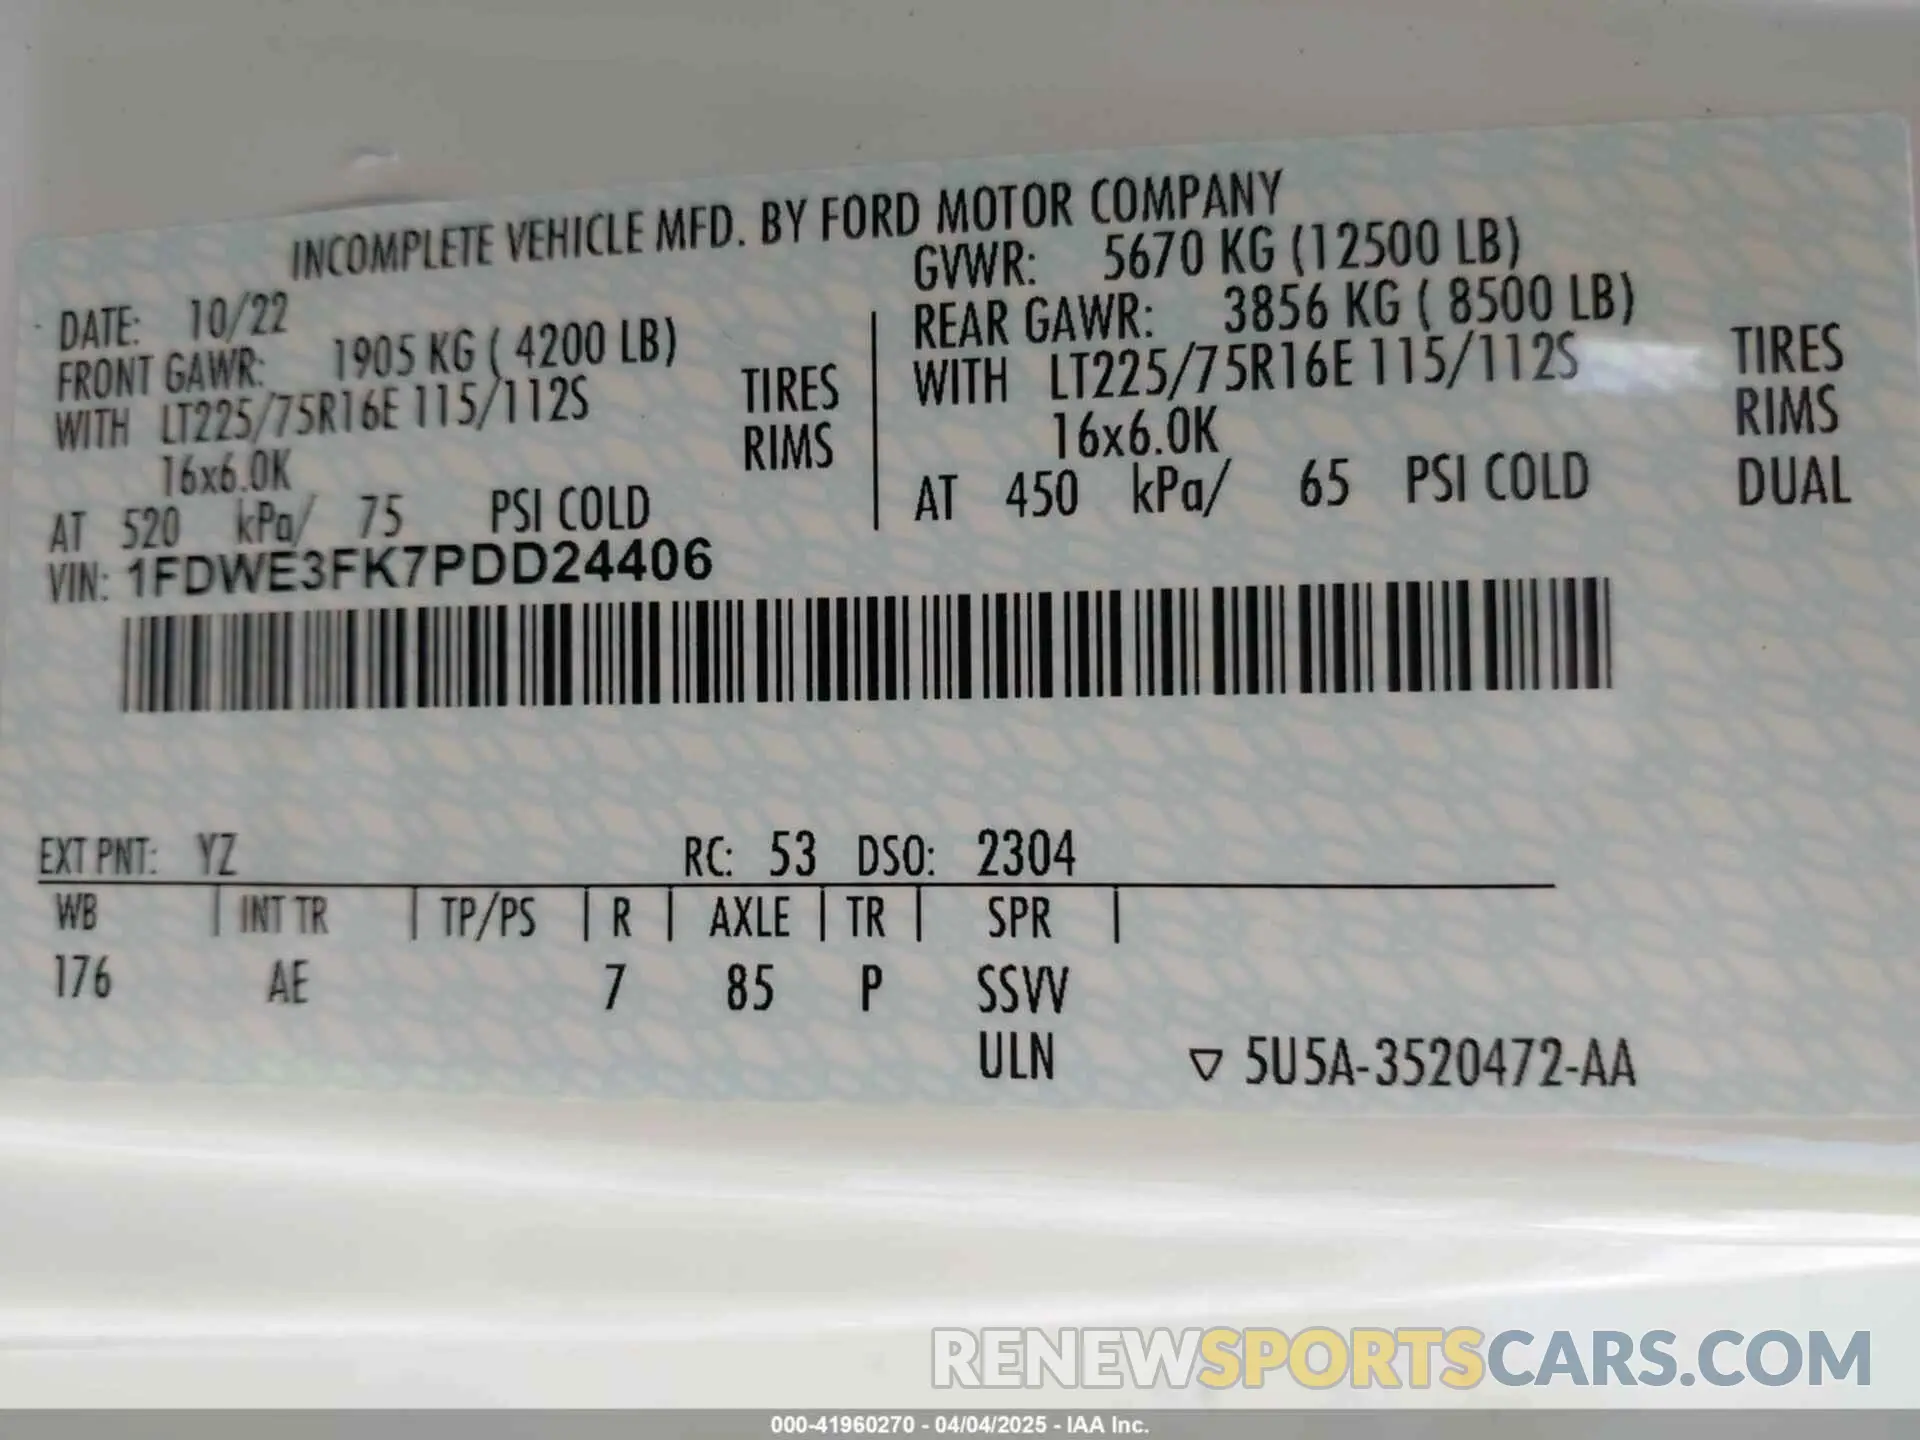 INCOMPLETE VEHICLE MFD. BY FORD MOTOR COMPANY
DATE: 10/22
GVWR: 5670 KG (12500 LB)
FRONT GAWR: 1905 KG ( 4200 LB)
WITH LT225/75R16E 115/112S TIRES
16x6.0K RIMS
AT 520 kPa/ 75 PSI COLD
REAR GAWR: 3856 KG ( 8500 LB)
WITH LT225/75R16E 115/112S TIRES
16x6.0K RIMS
AT 450 kPa/ 65 PSI COLD DUAL
VIN: 1FDWE3FK7PDD24406
EXT PNT: YZ RC: 53 DSO: 2304
WB | INT TR | TP/PS | R | AXLE | TR | SPR |
176 AE 7 85 P SSVV
ULN ▽ 5U5A-3520472-AA
RENEWSPORTSCARS.COM
000-41960270 - 04/04/2025 - IAA Inc.